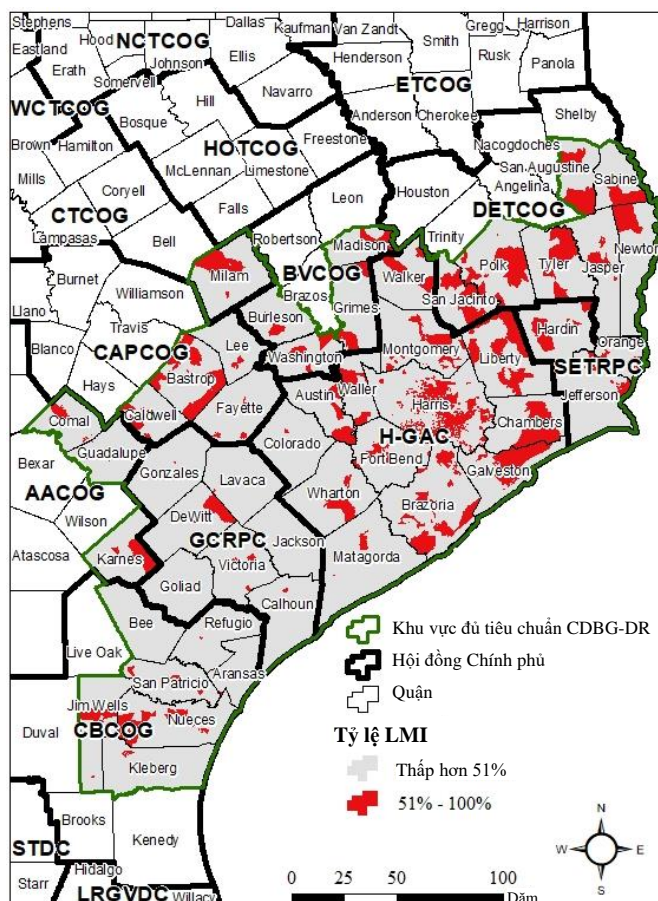 Stephens
Dallas
Kaufman
Van Zandt
Gregg
Harrison
Eastland
Hood
NCTCOG
Ellis
Smith
Rusk
Erath
Johnson
Henderson
Panola
Somervell
Navarro
ETCOG
WCTCOG
Hill
Bosque
Anderson
Cherokee
Shelby
Brown
Hamilton
HOTCOG
Freestone
Nacogdoches
McLennan
Limestone
San Augustine
Mills
Coryell
Houston
Angelina
Sabine
CTCOG
Falls
Leon
DETCOG
Lampasas
Bell
Robertson
Madison
Trinity
Newton
Burnet
Milam
BVCOG
Walker
Polk
Tyler
Jasper
Williamson
Brazos
Grimes
San Jacinto
Llano
Burleson
Travis
Hardin
Blanco
Lee
Washington
Montgomery
Liberty
Orange
CAPCOG
Bastrop
SETRPC
Hays
Austin
Waller
Harris
Jefferson
Caldwell
Fayette
Chambers
Comal
H-GAC
Colorado
Bexar
Guadalupe
Fort Bend
Gonzales
Galveston
Lavaca
AACOG
Wharton
Brazoria
Wilson
DeWitt
GCRPC
Jackson
Atascosa
Karnes
Victoria
Matagorda
Goliad
Calhoun
Bee
Refugio
Live Oak
Aransas
San Patricio
Jim Wells
Nueces
Duval
CBCOG
Kleberg
Brooks
Kenedy
STDC
Hidalgo
Starr
LRGVDC
Willacy
Khu vực đủ tiêu chuẩn CDBG-DR
Hội đồng Chính phủ
Quận
Tỷ lệ LMI
Thấp hơn 51%
51% - 100%
N
W
E
S
0 25 50 100
Dặm